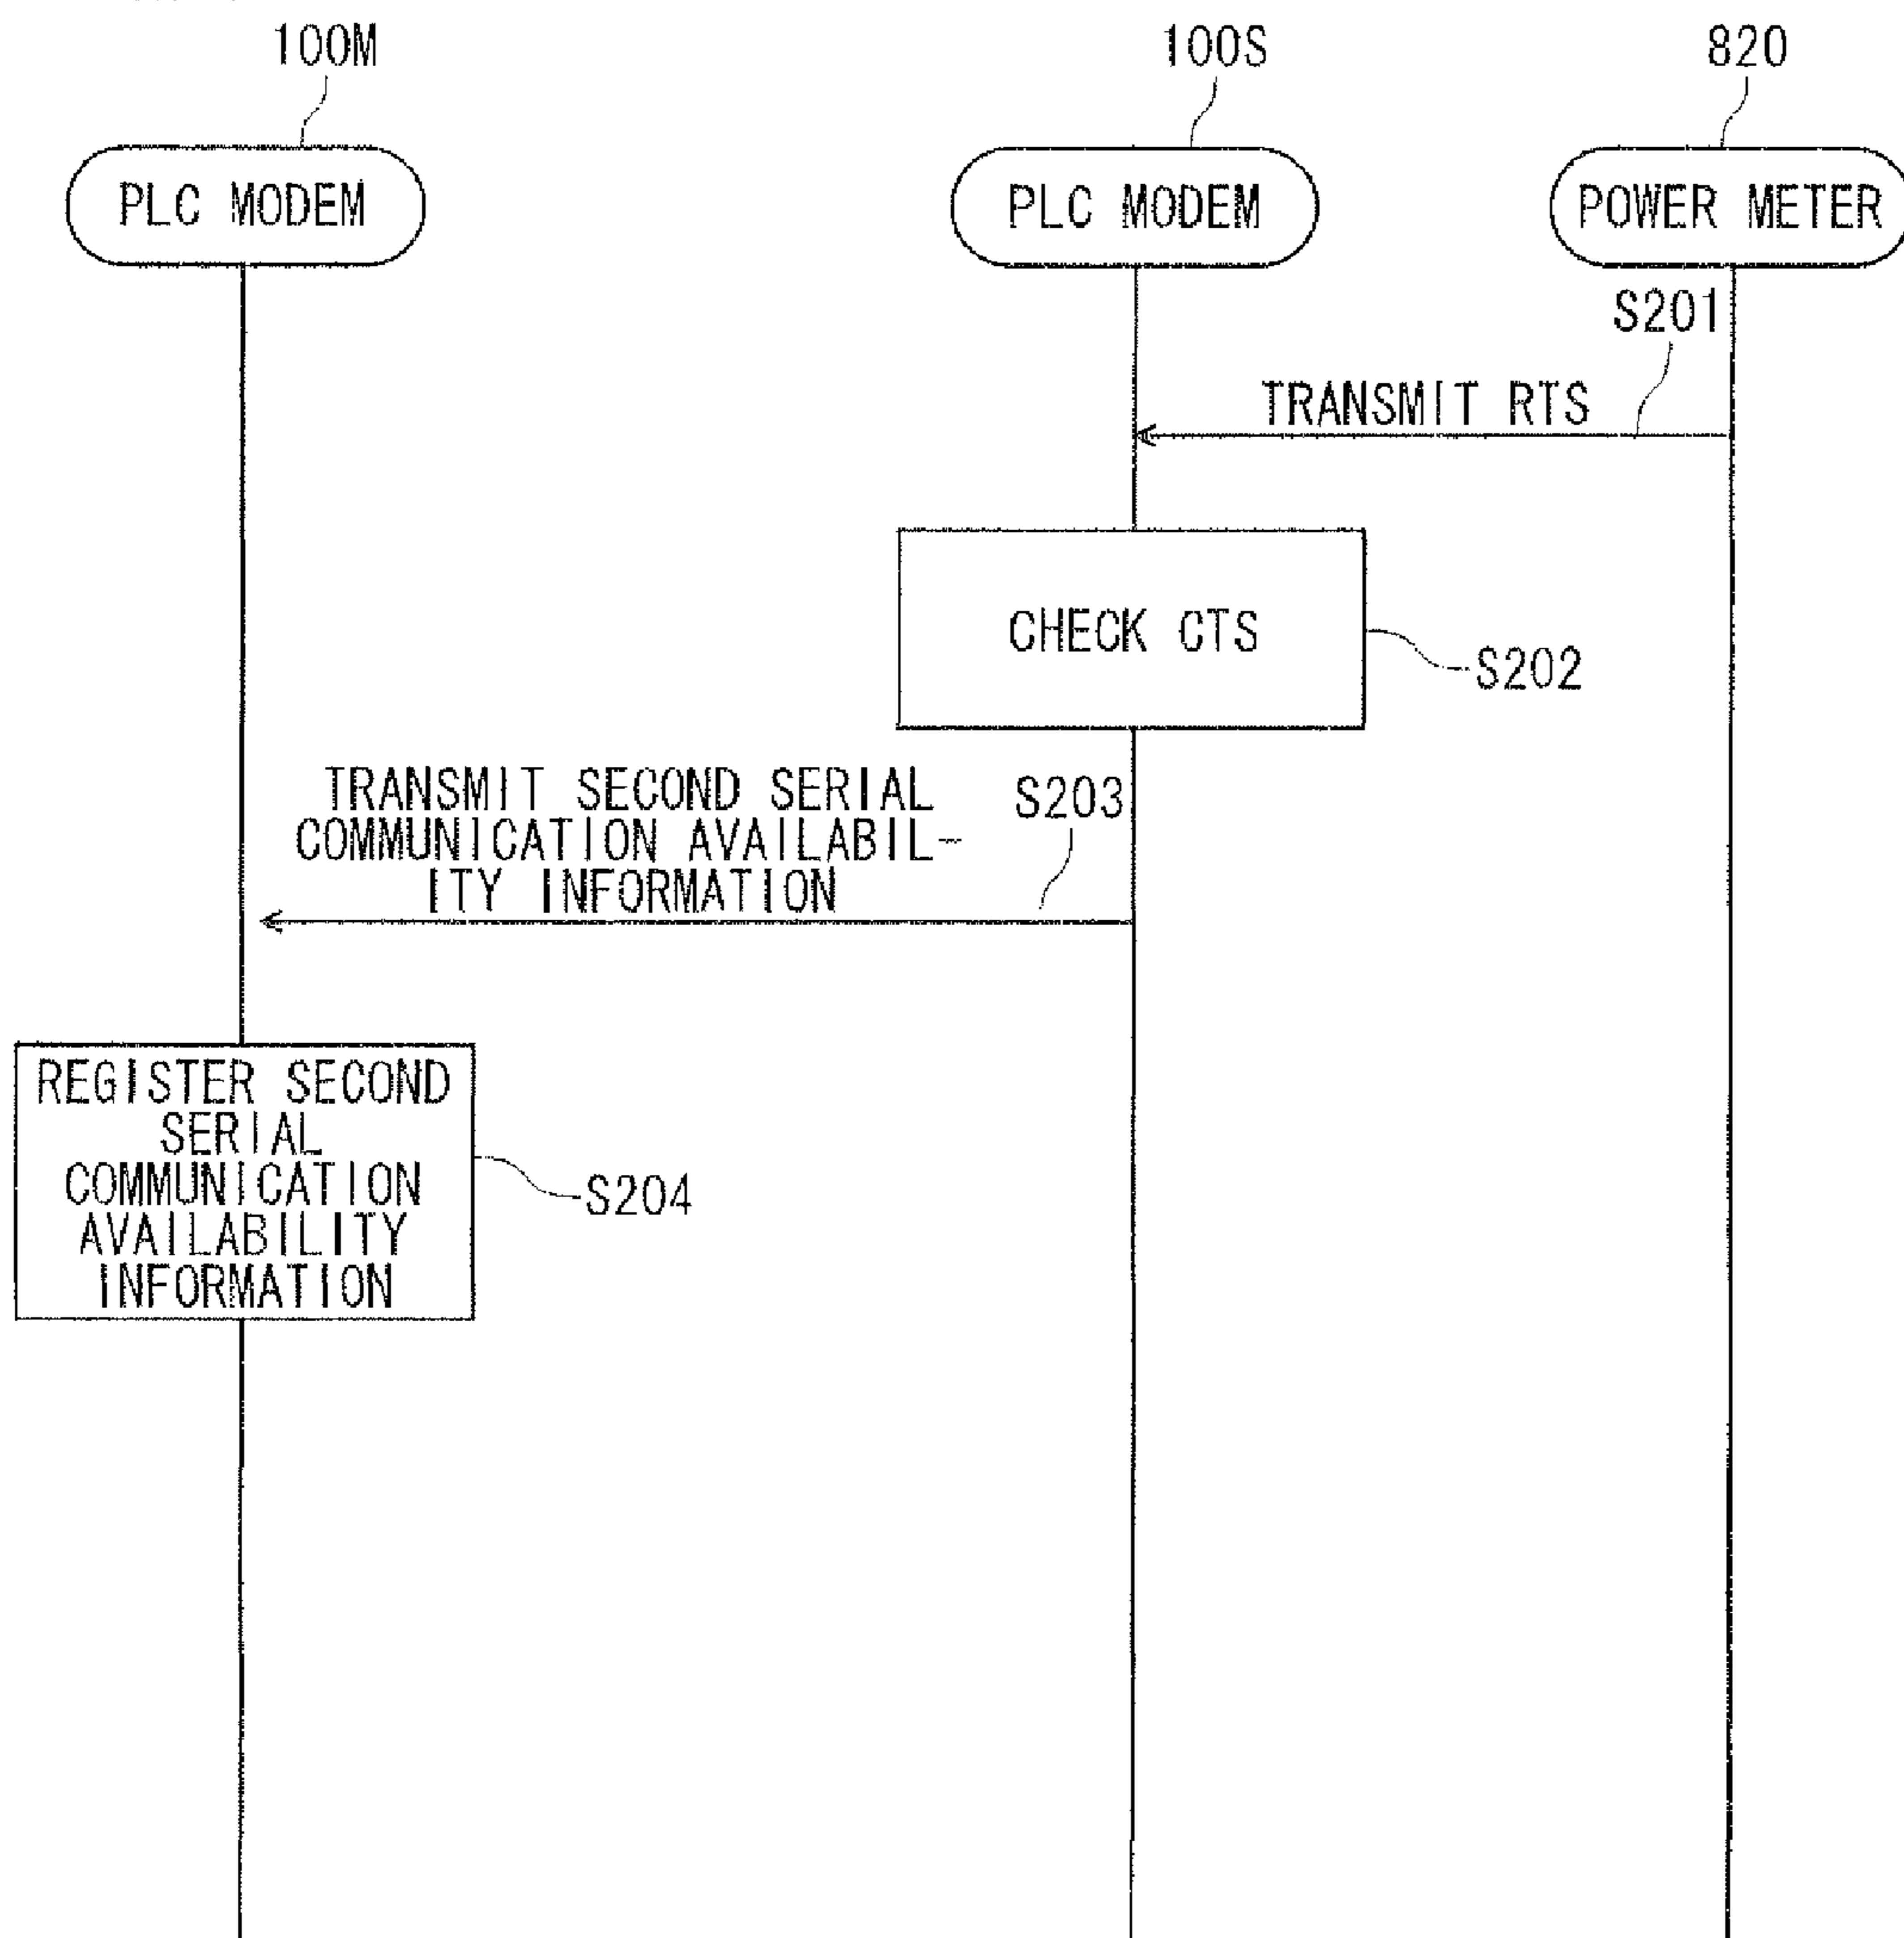 100M
100S
820
PLC MODEM
PLC MODEM
POWER METER
S201
TRANSMIT RTS
CHECK CTS
S202
TRANSMIT SECOND SERIAL
COMMUNICATION AVAILABIL-
ITY INFORMATION
S203
REGISTER SECOND
SERIAL
COMMUNICATION
AVAILABILITY
INFORMATION
S204